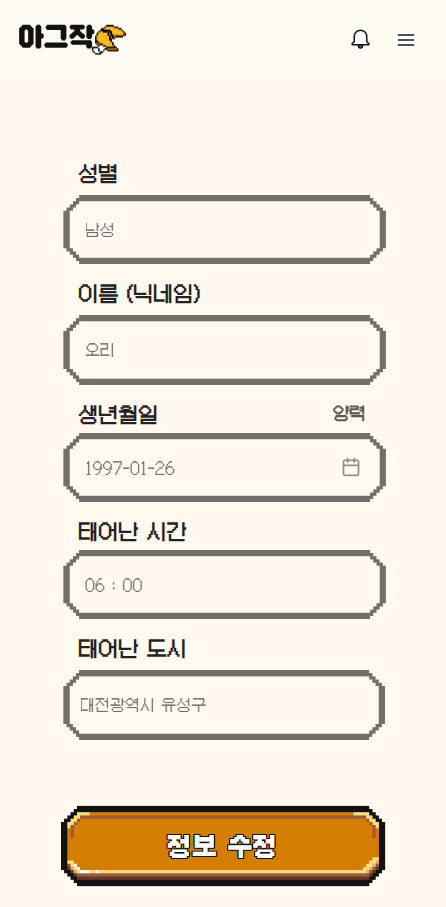 아그작
성별
남성
이름 (닉네임)
오리
생년월일 양력
1997-01-26
태어난 시간
06 : 00
태어난 도시
대전광역시 유성구
정보 수정